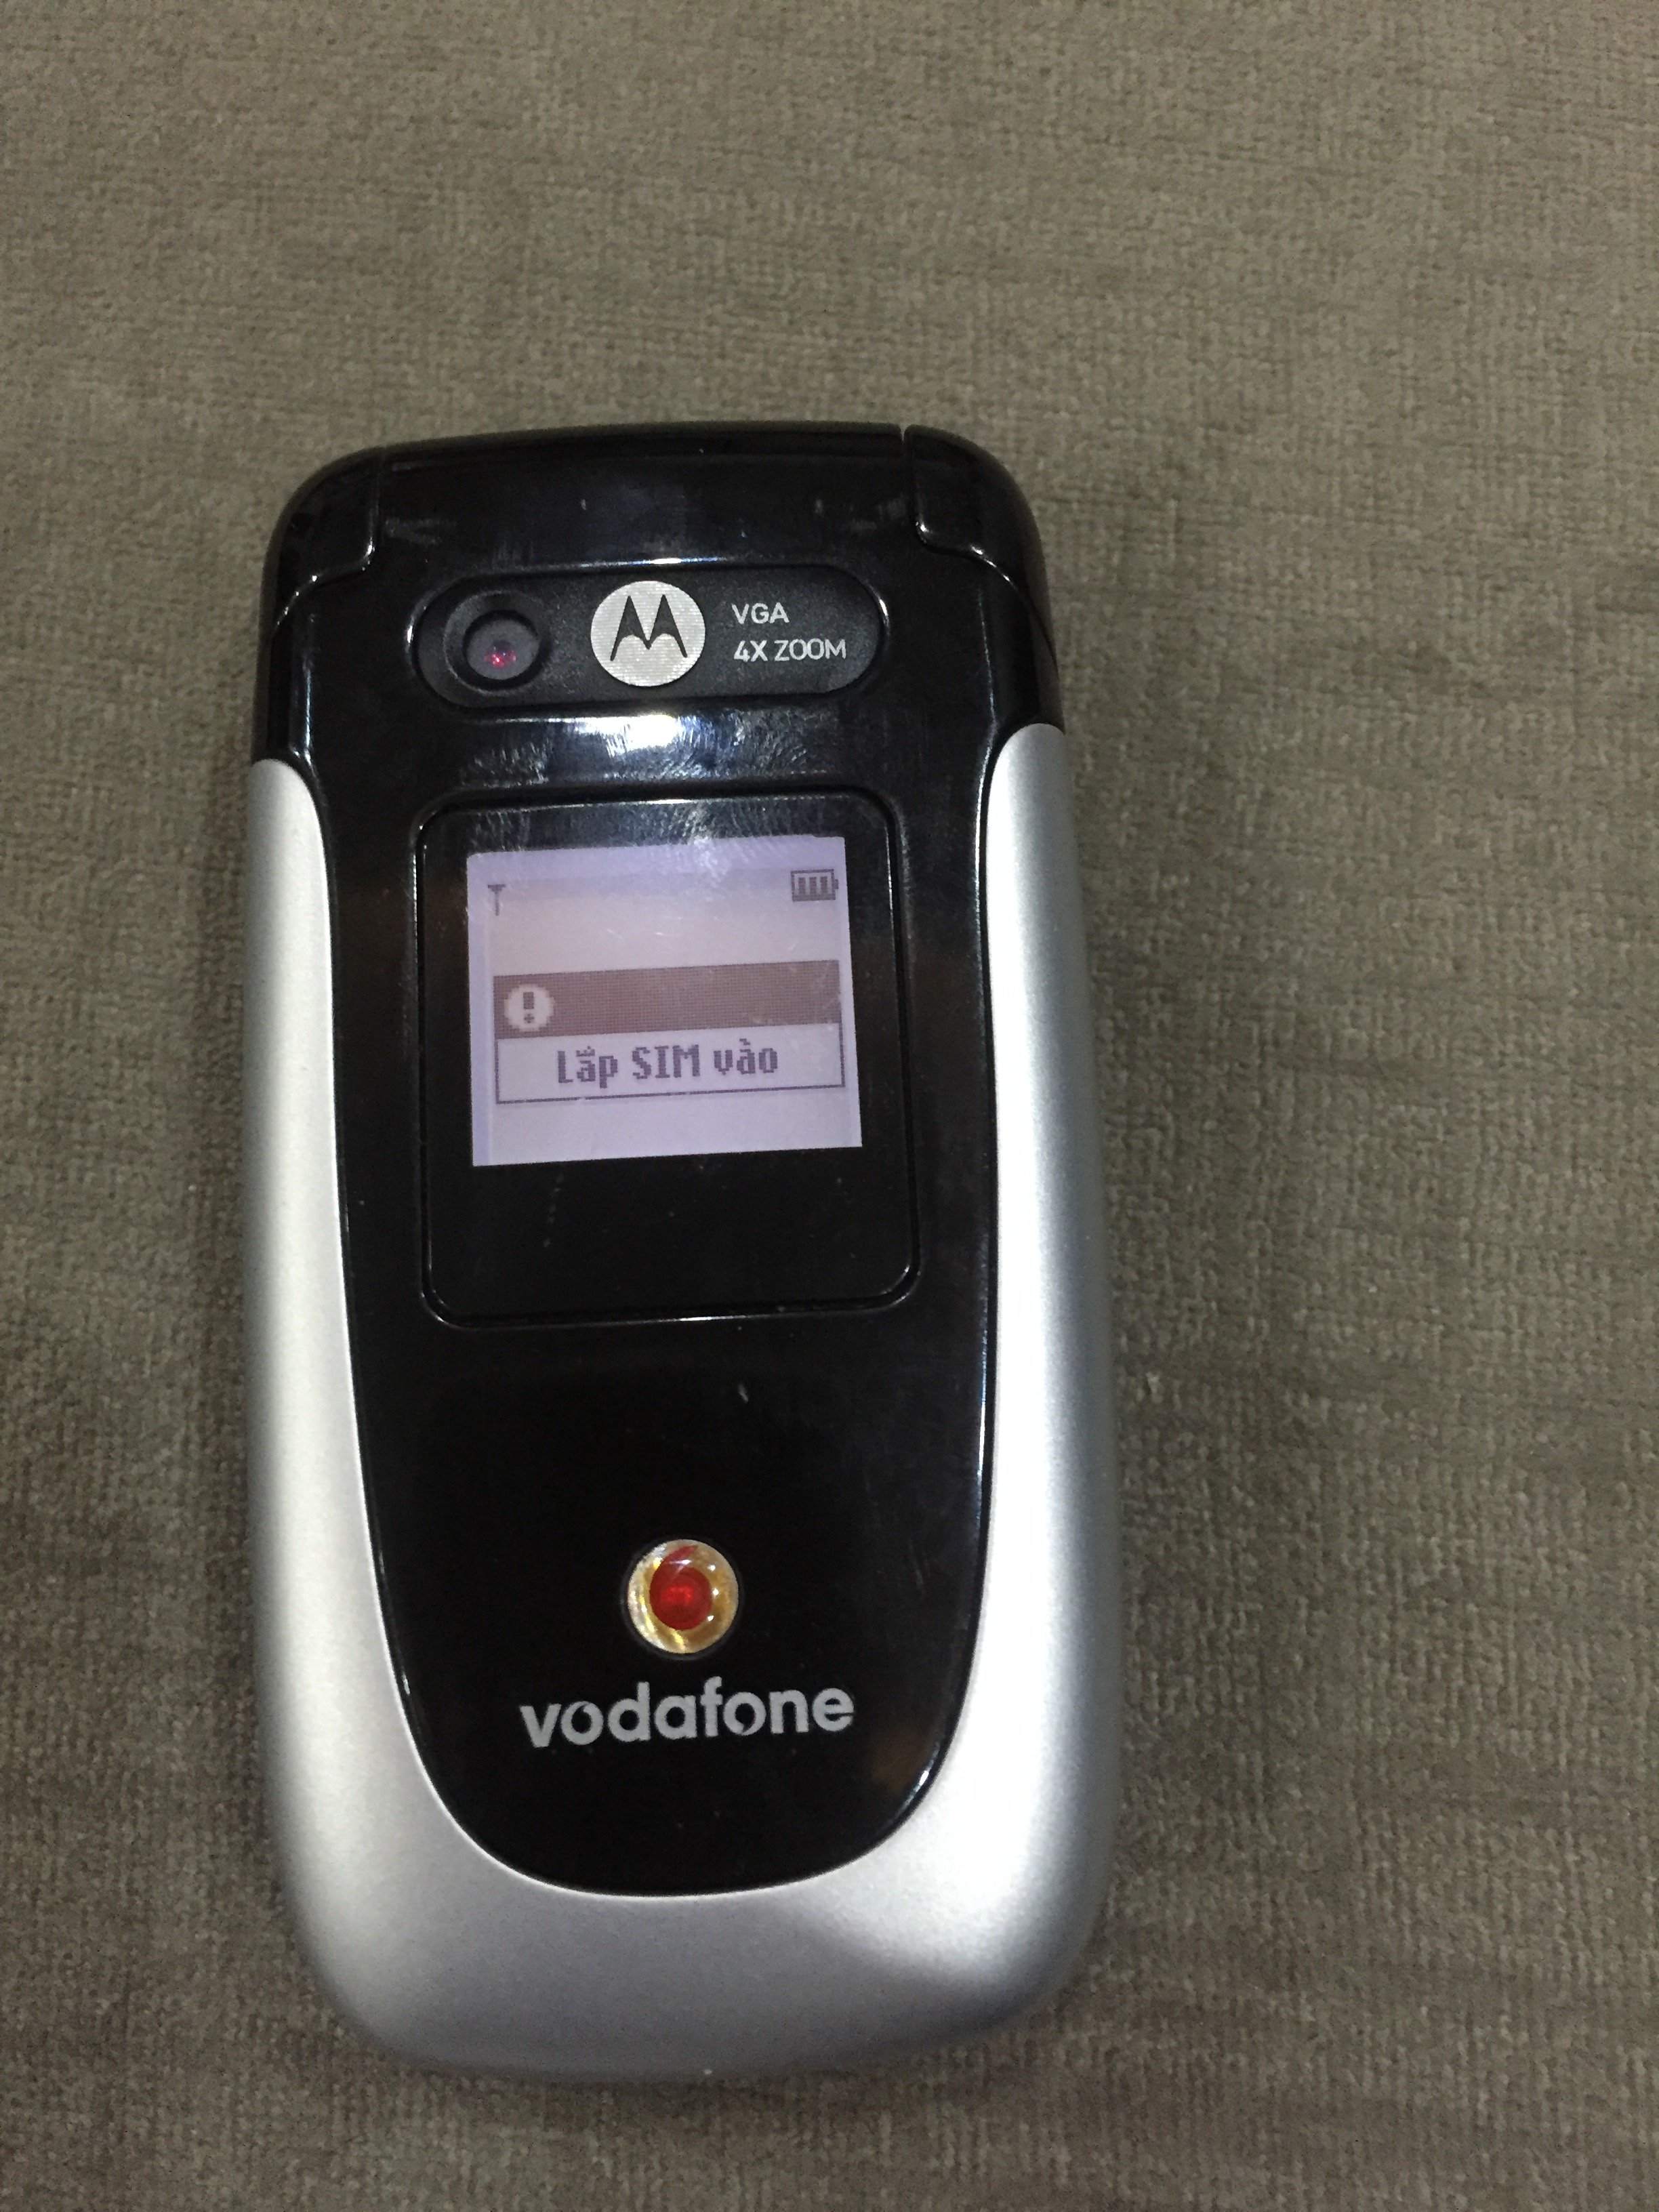 VGA
4X ZOOM
Lắp SIM vào
vodafone